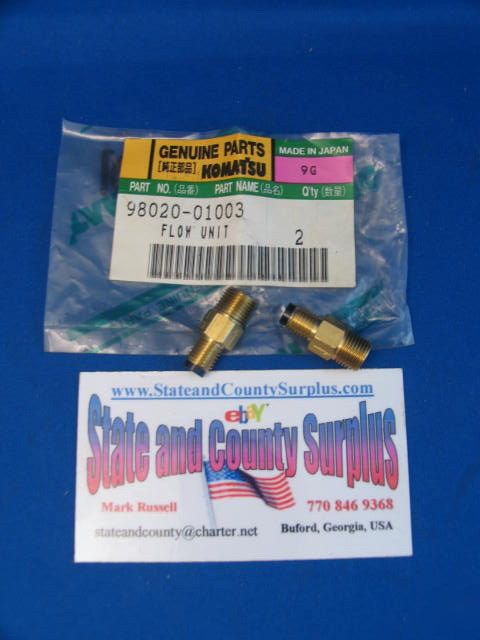 GENUINE PARTS
[純正部品] KOMATSU
MADE IN JAPAN
9G
PART NO. (品番) PART NAME (品名) Q'ty (数量)
98020-01003
FLOW UNIT
2
www.StateandCountySurplus.com
ebay
State and County Surplus
Mark Russell
770 846 9368
stateandcounty@charter.net
Buford, Georgia, USA